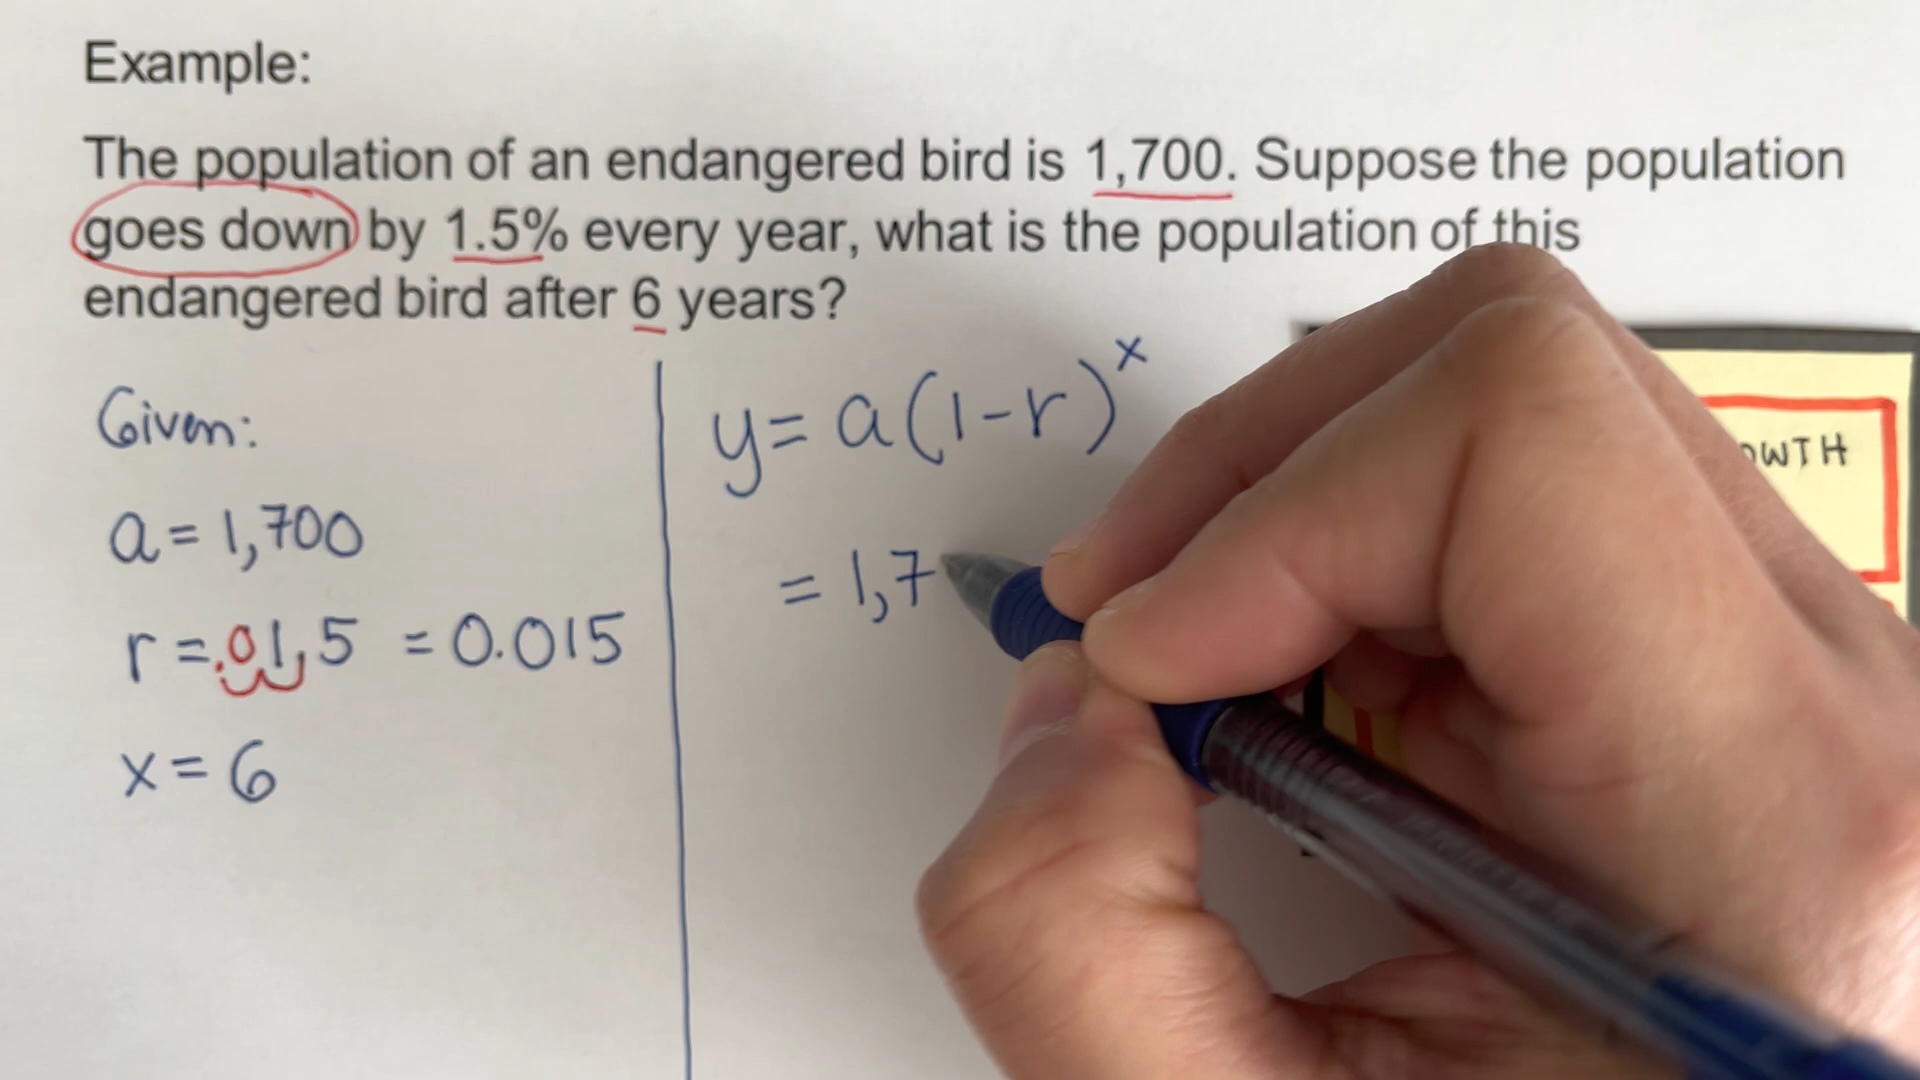 Example:
The population of an endangered bird is 1,700. Suppose the population
goes down by 1.5% every year, what is the population of this
endangered bird after 6 years?
Given:
a = 1,700
r = .01,5 = 0.015
x = 6
y = a(1-r)^x
= 1,7